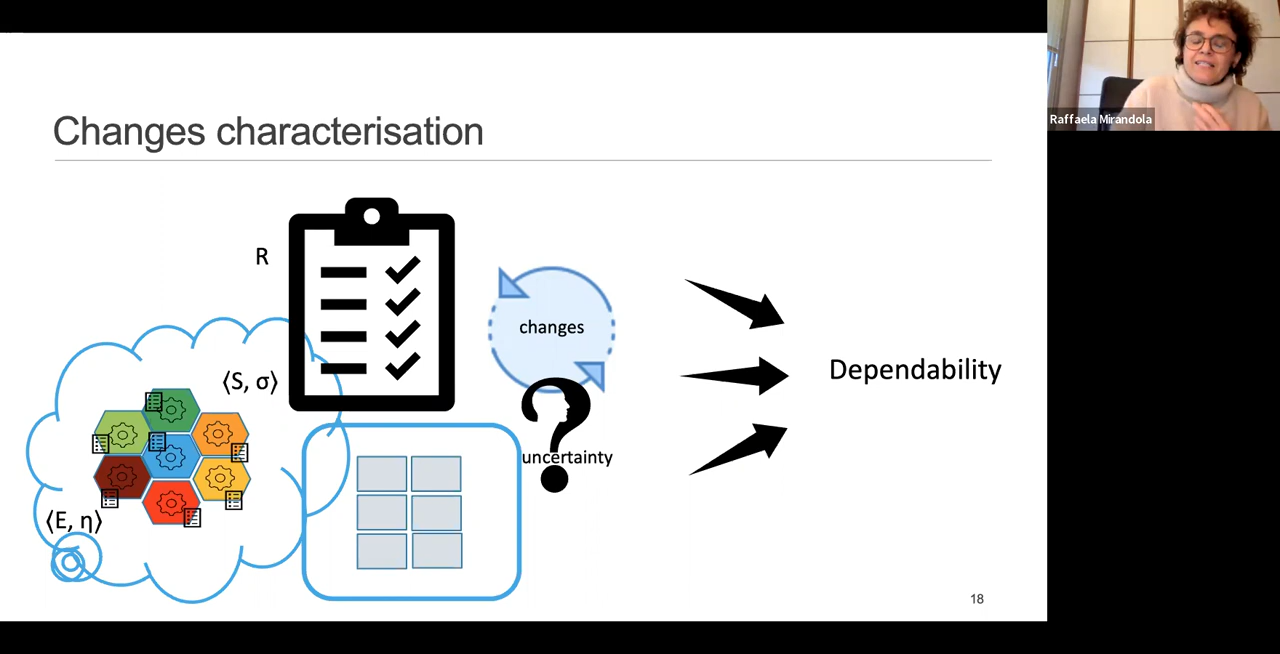 Changes characterisation
R
changes
⟨S, σ⟩
Dependability
uncertainty
⟨E, η⟩
18
Raffaela Mirandola